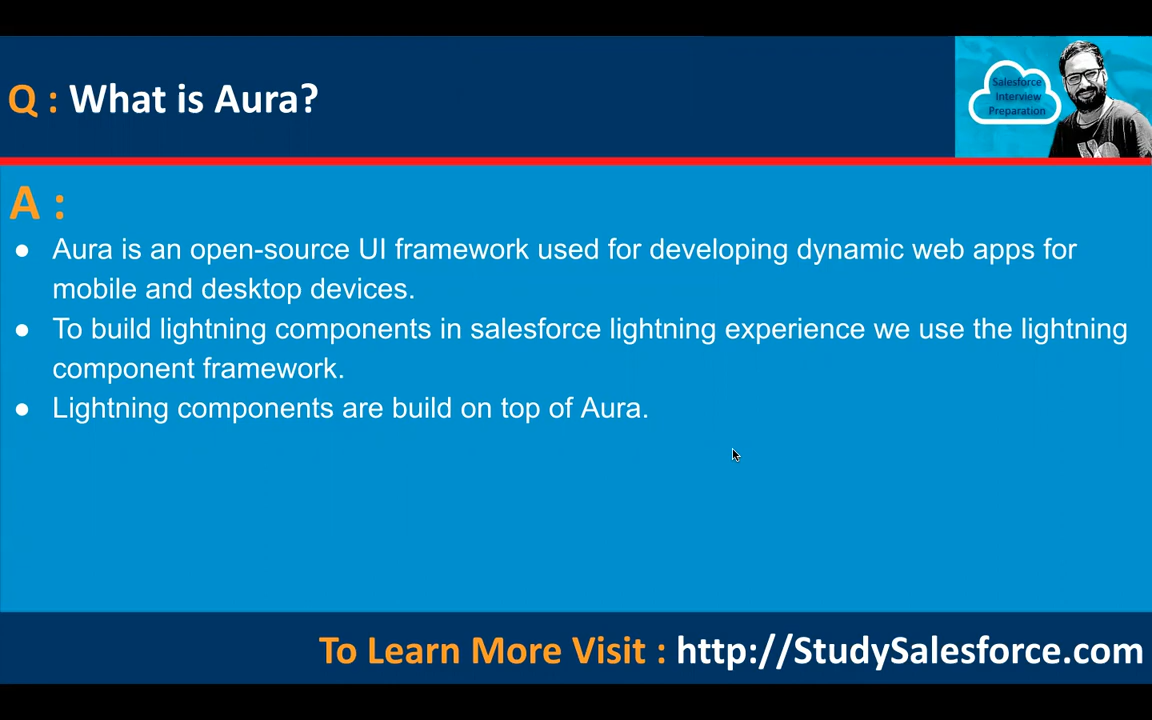 Q : What is Aura?
Salesforce
Interview
Preparation
A :
● Aura is an open-source UI framework used for developing dynamic web apps for
mobile and desktop devices.
● To build lightning components in salesforce lightning experience we use the lightning
component framework.
● Lightning components are build on top of Aura.
To Learn More Visit : http://StudySalesforce.com